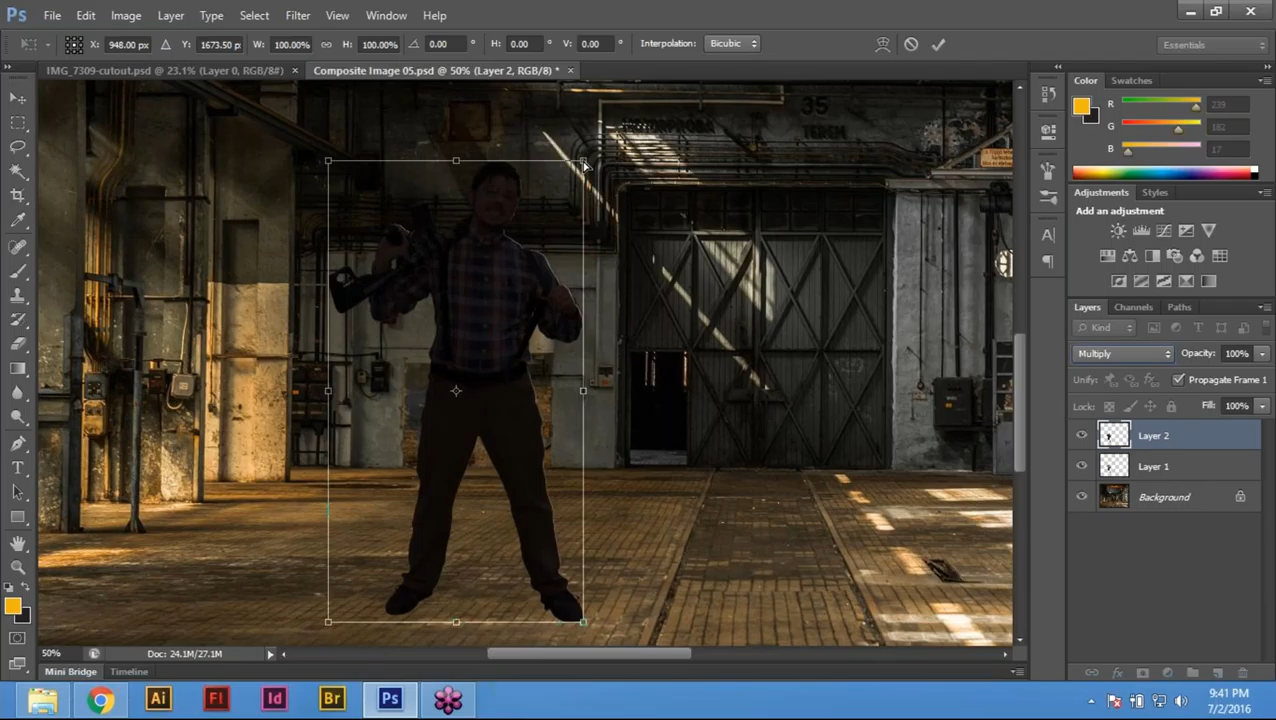 Ps File Edit Image Layer Type Select Filter View Window Help
X: 948.00 px Y: 1673.50 px W: 100.00% H: 100.00% 0.00 ° H: 0.00 ° V: 0.00 ° Interpolation: Bicubic Essentials
IMG_7309-cutout.psd @ 23.1% (Layer 0, RGB/8#) × Composite Image 05.psd @ 50% (Layer 2, RGB/8) * ×
Color Swatches
R 239
G 182
B 17
35
Adjustments Styles
Add an adjustment
Layers Channels Paths
Kind
Multiply Opacity: 100%
Unify: Propagate Frame 1
Lock: Fill: 100%
Layer 2
Layer 1
Background
50% Doc: 24.1M/27.1M
Mini Bridge Timeline
Ai Fl Id Br Ps
9:41 PM
7/2/2016